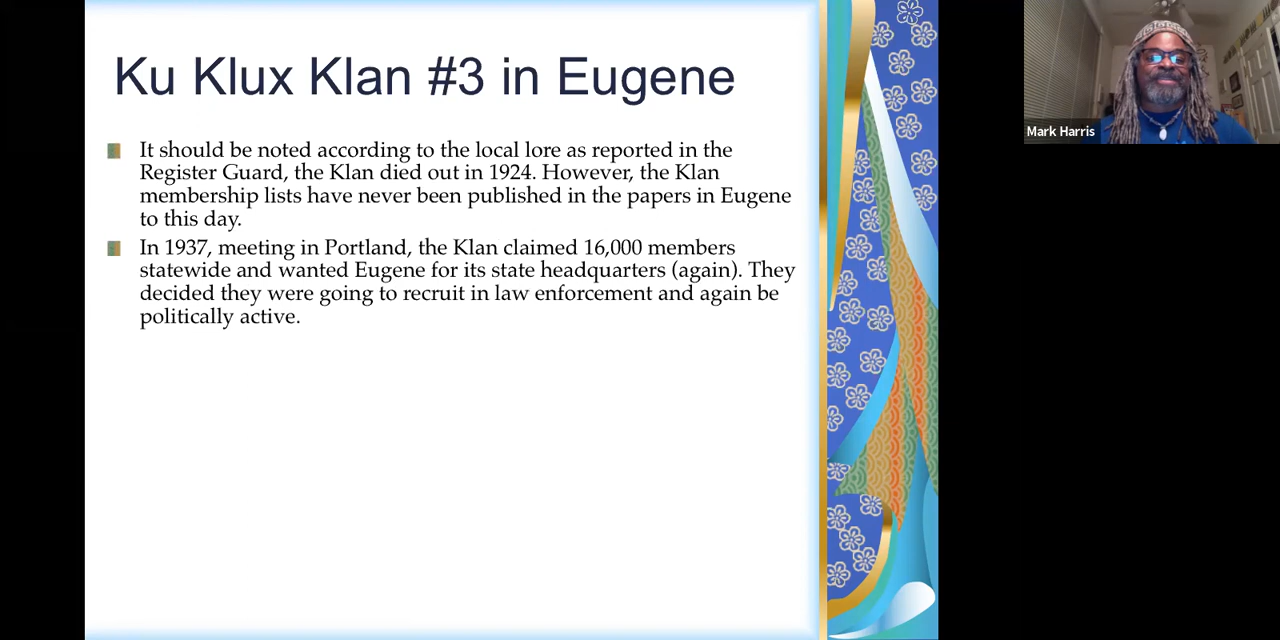 Ku Klux Klan #3 in Eugene
It should be noted according to the local lore as reported in the
Register Guard, the Klan died out in 1924. However, the Klan
membership lists have never been published in the papers in Eugene
to this day.
In 1937, meeting in Portland, the Klan claimed 16,000 members
statewide and wanted Eugene for its state headquarters (again). They
decided they were going to recruit in law enforcement and again be
politically active.
Mark Harris